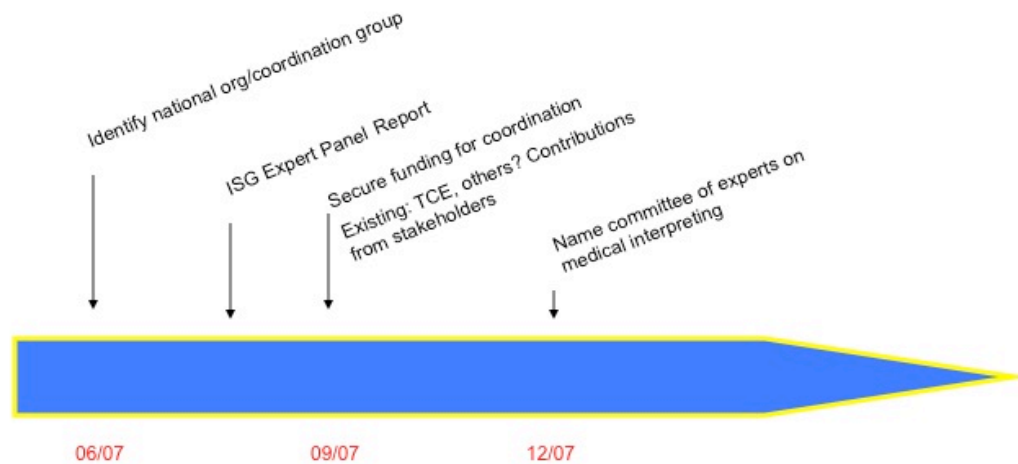 Identify national org/coordination group
ISG Expert Panel Report
Secure funding for coordination
Existing: TCE, others? Contributions
from stakeholders
Name committee of experts on
medical interpreting
06/07
09/07
12/07